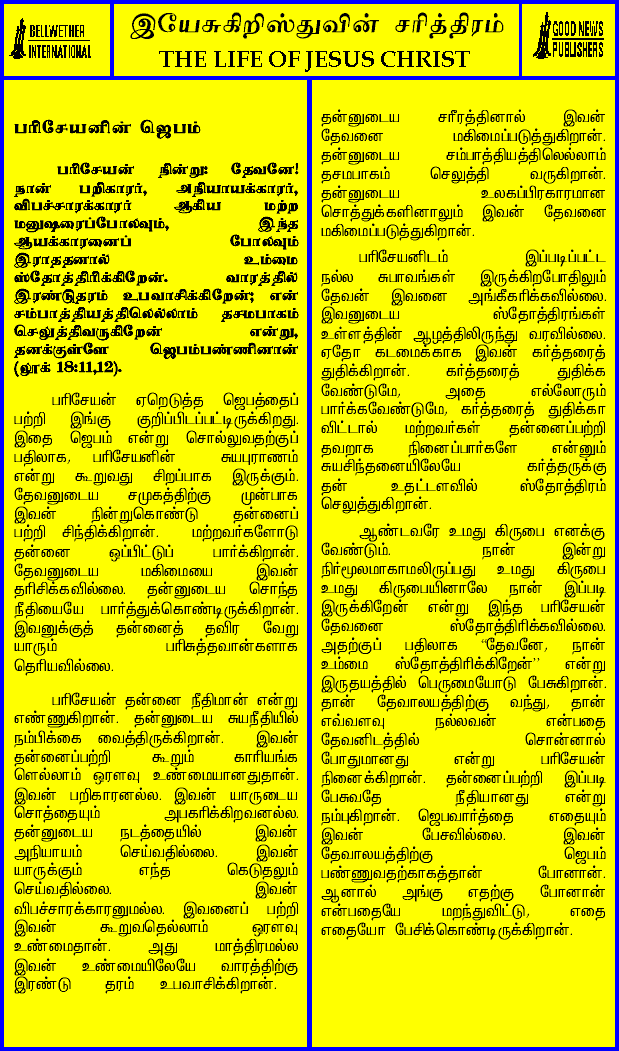 BELLWETHER
INTERNATIONAL
இயேசுகிறிஸ்துவின் சரித்திரம்
THE LIFE OF JESUS CHRIST
GOOD NEWS
PUBLISHERS
பரிசேயனின் ஜெபம்
பரிசேயன் நின்று: தேவனே!
நான் பறிகாரர், அநியாயக்காரர்,
விபச்சாரக்காரர் ஆகிய மற்ற
மனுஷரைப்போலவும், இந்த
ஆயக்காரனைப் போலவும்
இராததனால் உம்மை
ஸ்தோத்திரிக்கிறேன். வாரத்தில்
இரண்டுதரம் உபவாசிக்கிறேன்; என்
சம்பாத்தியத்திலெல்லாம் தசமபாகம்
செலுத்திவருகிறேன் என்று,
தனக்குள்ளே ஜெபம்பண்ணினான்
(லூக் 18:11,12).
பரிசேயன் ஏறெடுத்த ஜெபத்தைப்
பற்றி இங்கு குறிப்பிடப்பட்டிருக்கிறது.
இதை ஜெபம் என்று சொல்லுவதற்குப்
பதிலாக, பரிசேயனின் சுயபுராணம்
என்று கூறுவது சிறப்பாக இருக்கும்.
தேவனுடைய சமுகத்திற்கு முன்பாக
இவன் நின்றுகொண்டு தன்னைப்
பற்றி சிந்திக்கிறான். மற்றவர்களோடு
தன்னை ஒப்பிட்டுப் பார்க்கிறான்.
தேவனுடைய மகிமையை இவன்
தரிசிக்கவில்லை. தன்னுடைய சொந்த
நீதியையே பார்த்துக்கொண்டிருக்கிறான்.
இவனுக்குத் தன்னைத் தவிர வேறு
யாரும் பரிசுத்தவான்களாக
தெரியவில்லை.
பரிசேயன் தன்னை நீதிமான் என்று
எண்ணுகிறான். தன்னுடைய சுயநீதியில்
நம்பிக்கை வைத்திருக்கிறான். இவன்
தன்னைப்பற்றி கூறும் காரியங்க
ளெல்லாம் ஓரளவு உண்மையானதுதான்.
இவன் பறிகாரனல்ல. இவன் யாருடைய
சொத்தையும் அபகரிக்கிறவனல்ல.
தன்னுடைய நடத்தையில் இவன்
அநியாயம் செய்வதில்லை. இவன்
யாருக்கும் எந்த கெடுதலும்
செய்வதில்லை. இவன்
விபச்சாரக்காரனுமல்ல. இவனைப் பற்றி
இவன் கூறுவதெல்லாம் ஓரளவு
உண்மைதான். அது மாத்திரமல்ல
இவன் உண்மையிலேயே வாரத்திற்கு
இரண்டு தரம் உபவாசிக்கிறான்.
தன்னுடைய சரீரத்தினால் இவன்
தேவனை மகிமைப்படுத்துகிறான்.
தன்னுடைய சம்பாத்தியத்திலெல்லாம்
தசமபாகம் செலுத்தி வருகிறான்.
தன்னுடைய உலகப்பிரகாரமான
சொத்துக்களினாலும் இவன் தேவனை
மகிமைப்படுத்துகிறான்.
பரிசேயனிடம் இப்படிப்பட்ட
நல்ல சுபாவங்கள் இருக்கிறபோதிலும்
தேவன் இவனை அங்கீகரிக்கவில்லை.
இவனுடைய ஸ்தோத்திரங்கள்
உள்ளத்தின் ஆழத்திலிருந்து வரவில்லை.
ஏதோ கடமைக்காக இவன் கர்த்தரைத்
துதிக்கிறான். கர்த்தரைத் துதிக்க
வேண்டுமே, அதை எல்லோரும்
பார்க்கவேண்டுமே, கர்த்தரைத் துதிக்கா
விட்டால் மற்றவர்கள் தன்னைப்பற்றி
தவறாக நினைப்பார்களே என்னும்
சுயசிந்தனையிலேயே கர்த்தருக்கு
தன் உதட்டளவில் ஸ்தோத்திரம்
செலுத்துகிறான்.
ஆண்டவரே உமது கிருபை எனக்கு
வேண்டும். நான் இன்று
நிர்மூலமாகாமலிருப்பது உமது கிருபை
உமது கிருபையினாலே நான் இப்படி
இருக்கிறேன் என்று இந்த பரிசேயன்
தேவனை ஸ்தோத்திரிக்கவில்லை.
அதற்குப் பதிலாக “தேவனே, நான்
உம்மை ஸ்தோத்திரிக்கிறேன்’’ என்று
இருதயத்தில் பெருமையோடு பேசுகிறான்.
தான் தேவாலயத்திற்கு வந்து, தான்
எவ்வளவு நல்லவன் என்பதை
தேவனிடத்தில் சொன்னால்
போதுமானது என்று பரிசேயன்
நினைக்கிறான். தன்னைப்பற்றி இப்படி
பேசுவதே நீதியானது என்று
நம்புகிறான். ஜெபவார்த்தை எதையும்
இவன் பேசவில்லை. இவன்
தேவாலயத்திற்கு ஜெபம்
பண்ணுவதற்காகத்தான் போனான்.
ஆனால் அங்கு எதற்கு போனான்
என்பதையே மறந்துவிட்டு, எதை
எதையோ பேசிக்கொண்டிருக்கிறான்.